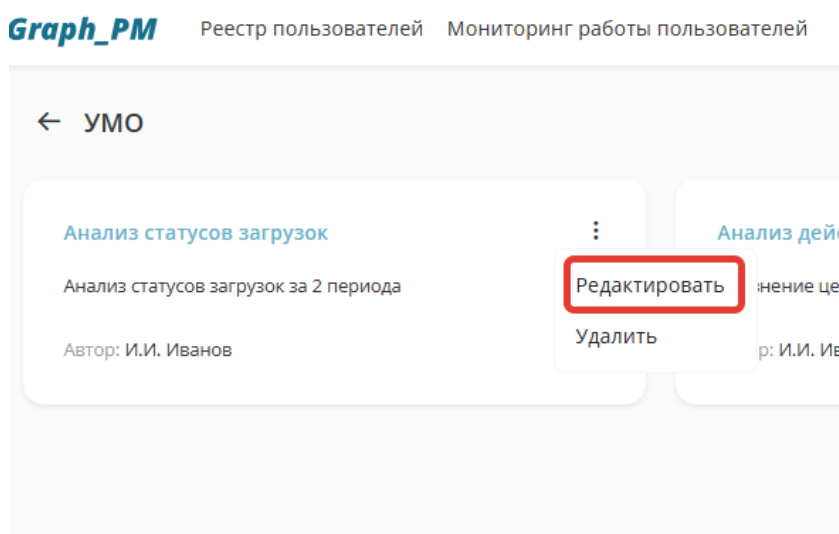 Graph_PM Реестр пользователей Мониторинг работы пользователей
← УМО
Анализ статусов загрузок
Анализ статусов загрузок за 2 периода
Автор: И.И. Иванов
Редактировать
Удалить
Анализ
И.И.